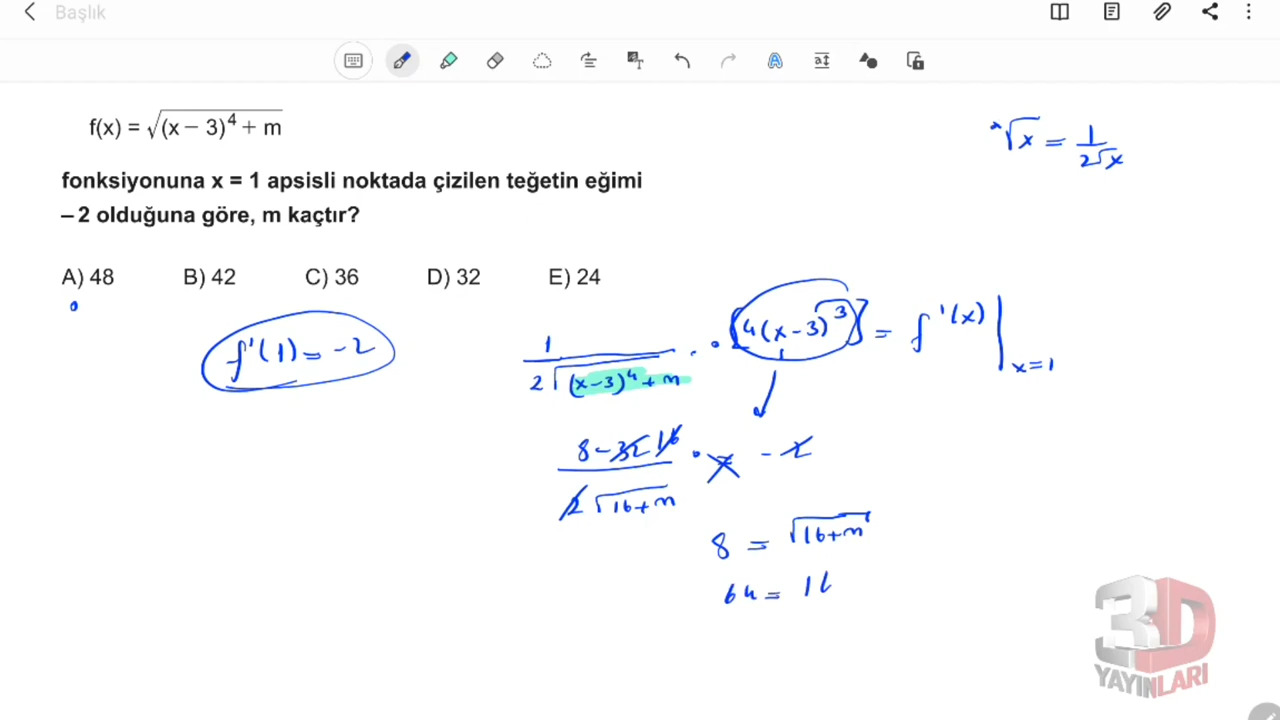 Başlık
f(x) = √((x − 3)⁴ + m)
ˣ√x = 1/(2√x)
fonksiyonuna x = 1 apsisli noktada çizilen teğetin eğimi
−2 olduğuna göre, m kaçtır?
A) 48 B) 42 C) 36 D) 32 E) 24
f'(1) = -2
1/(2√((x-3)⁴ + m)) · [4(x-3)³] = f'(x) | x=1
8 -32 16 / 2√(16+m) · - 2
8 = √(16+m)
64 = 16
3D
YAYINLARI